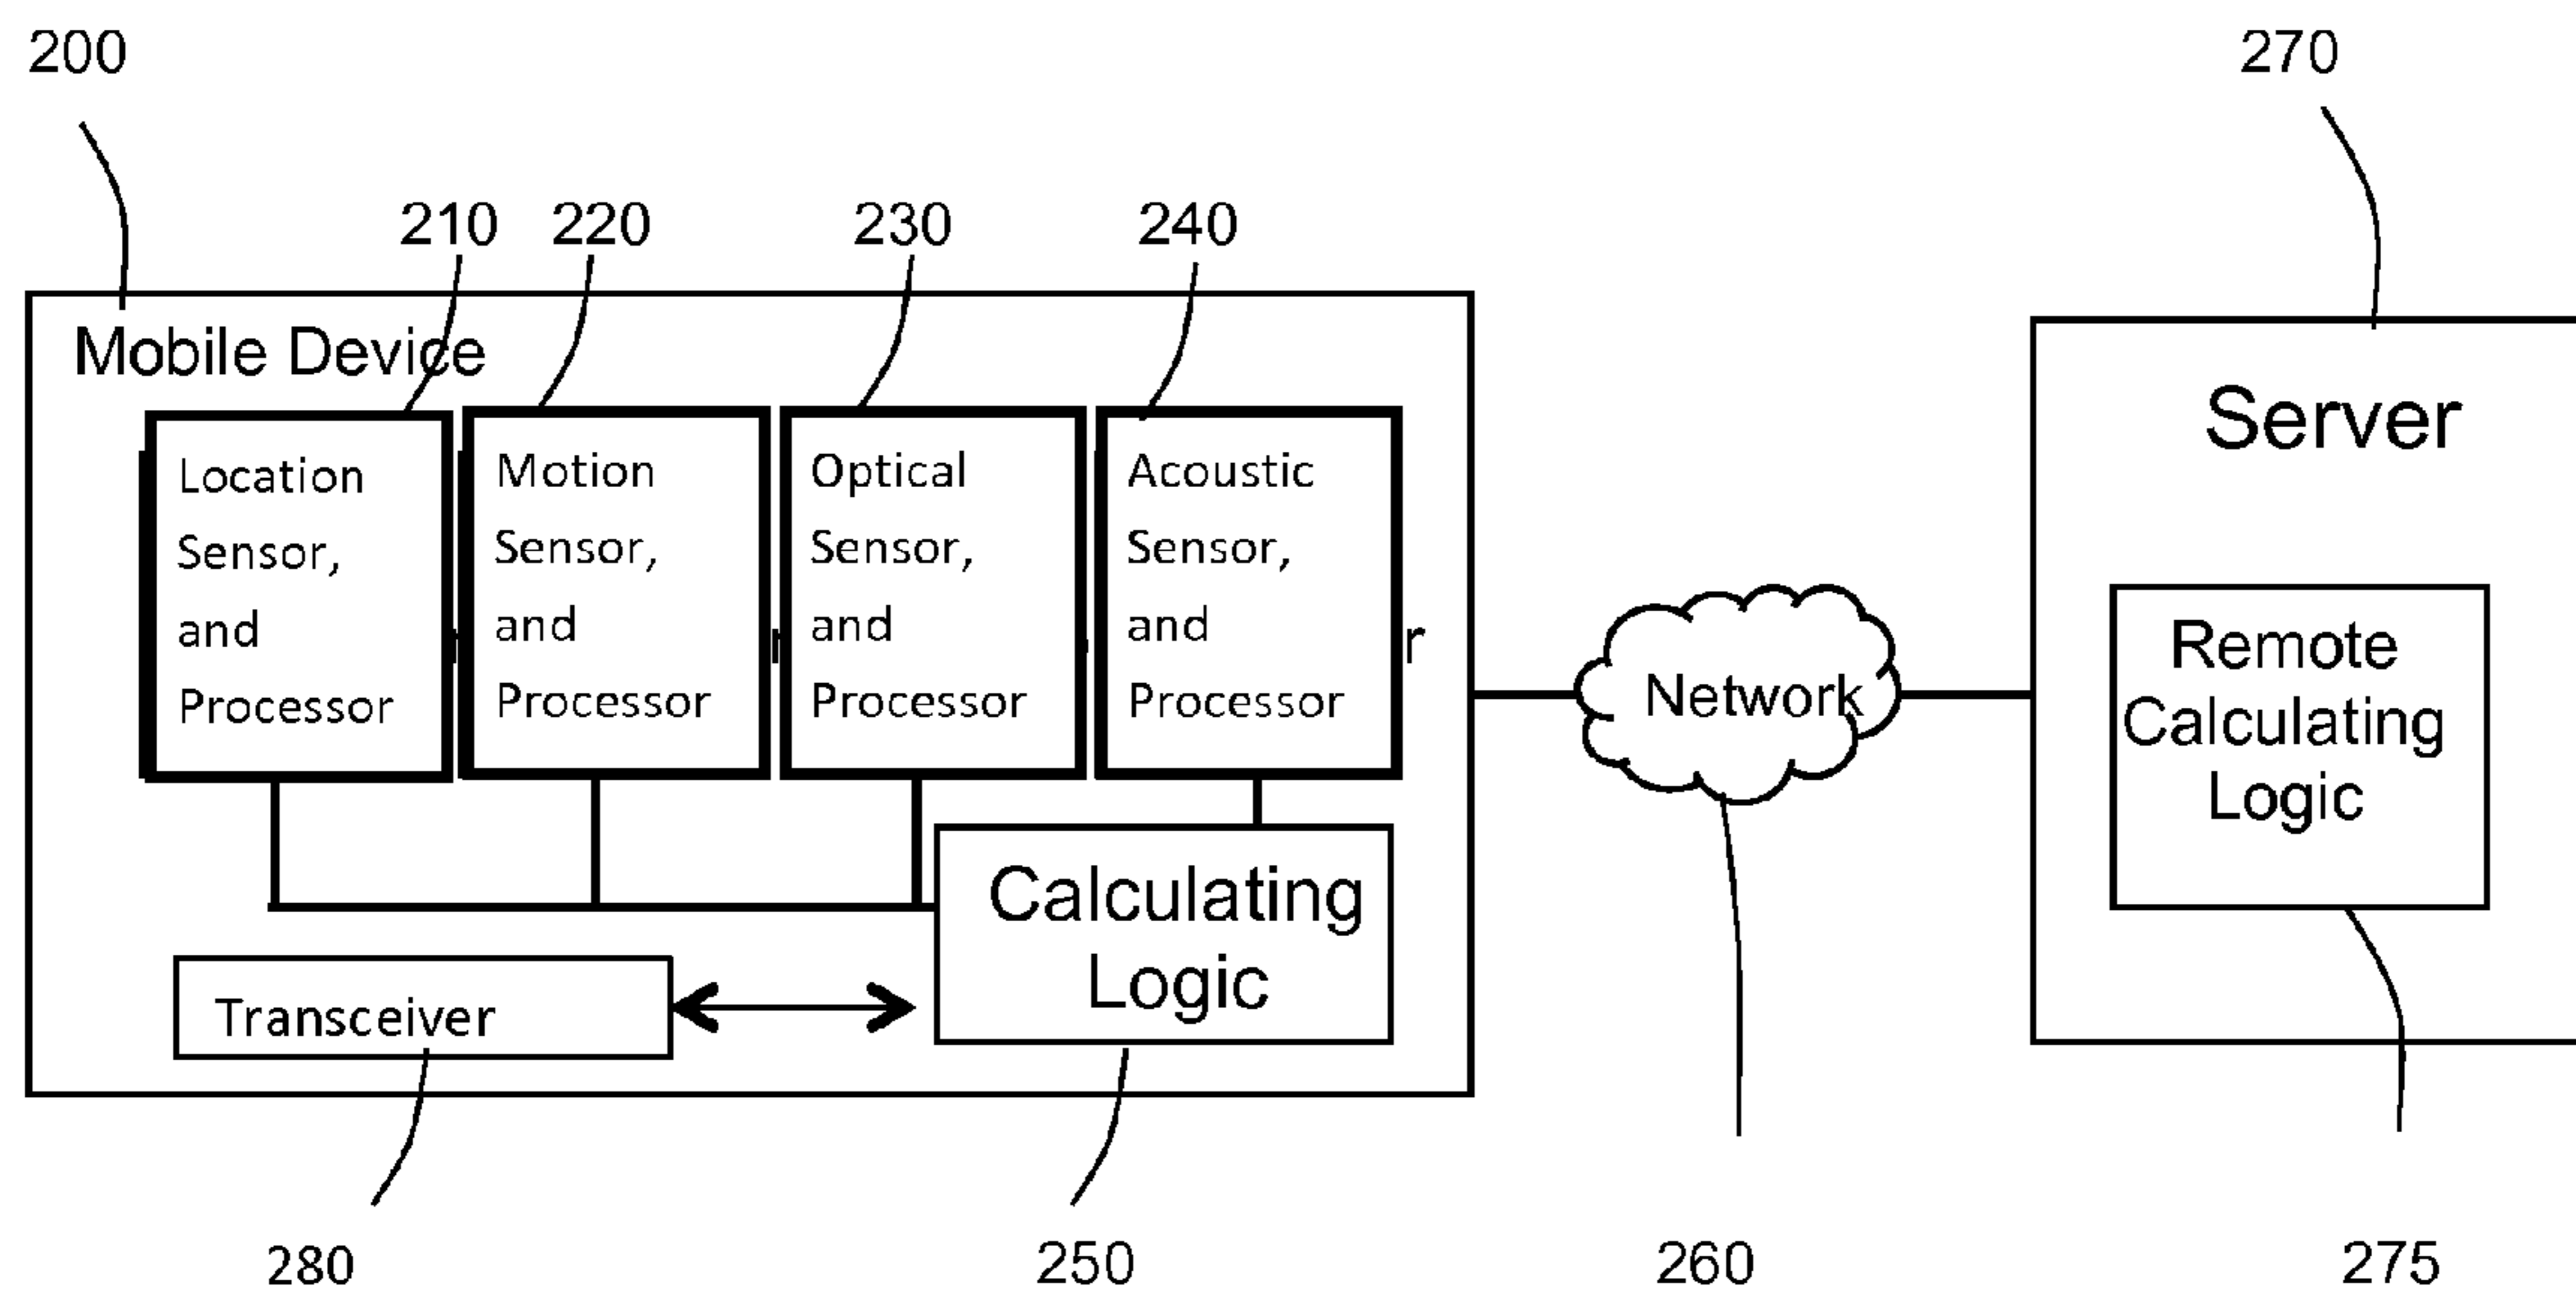 200
270
210 220 230 240
Mobile Device
Location
Sensor,
and
Processor
Motion
Sensor,
and
Processor
Optical
Sensor,
and
Processor
Acoustic
Sensor,
and
Processor
r
Calculating
Logic
Transceiver
Network
Server
Remote
Calculating
Logic
280 250 260 275